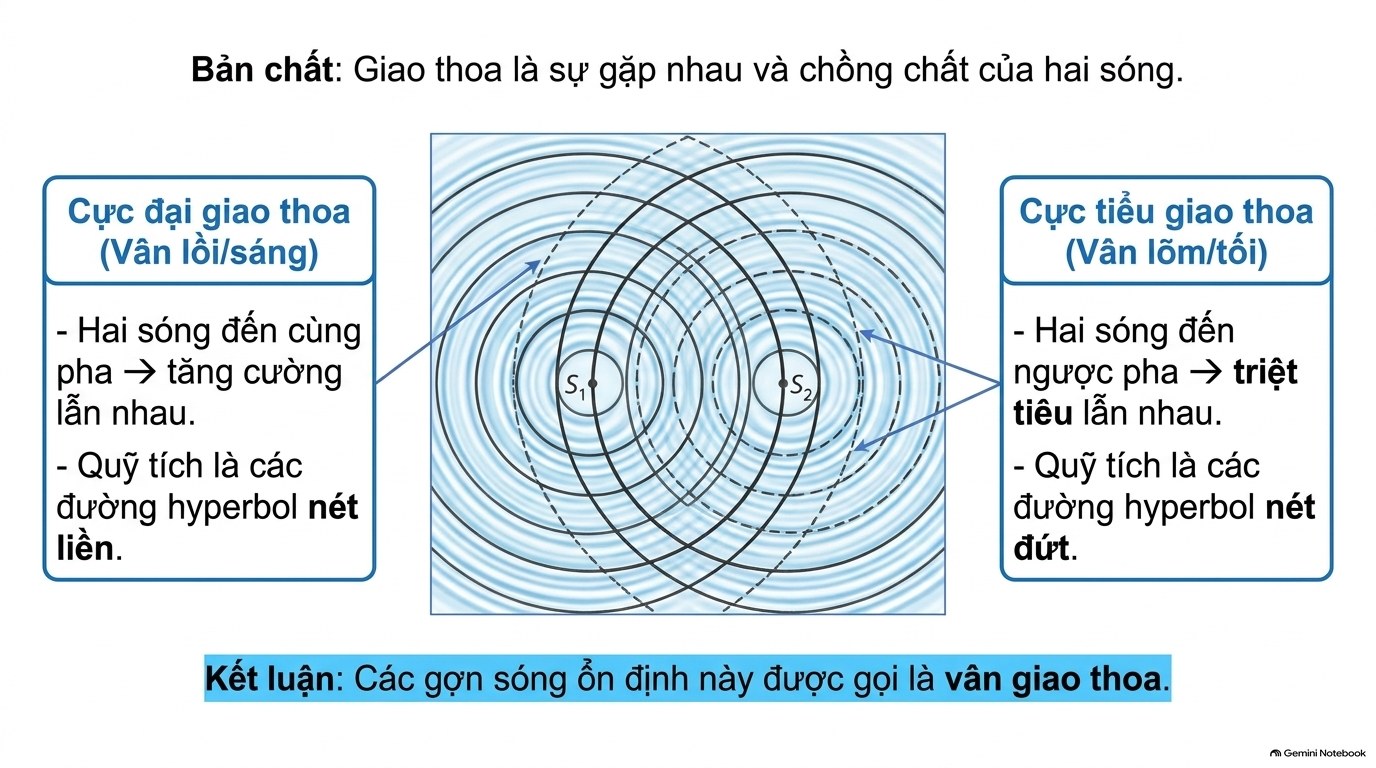 Bản chất: Giao thoa là sự gặp nhau và chồng chất của hai sóng.
Cực đại giao thoa
(Vân lồi/sáng)
- Hai sóng đến cùng
pha → tăng cường
lẫn nhau.
- Quỹ tích là các
đường hyperbol nét
liền.
S₁
S₂
Cực tiểu giao thoa
(Vân lõm/tối)
- Hai sóng đến
ngược pha → triệt
tiêu lẫn nhau.
- Quỹ tích là các
đường hyperbol nét
đứt.
Kết luận: Các gợn sóng ổn định này được gọi là vân giao thoa.
Gemini Notebook